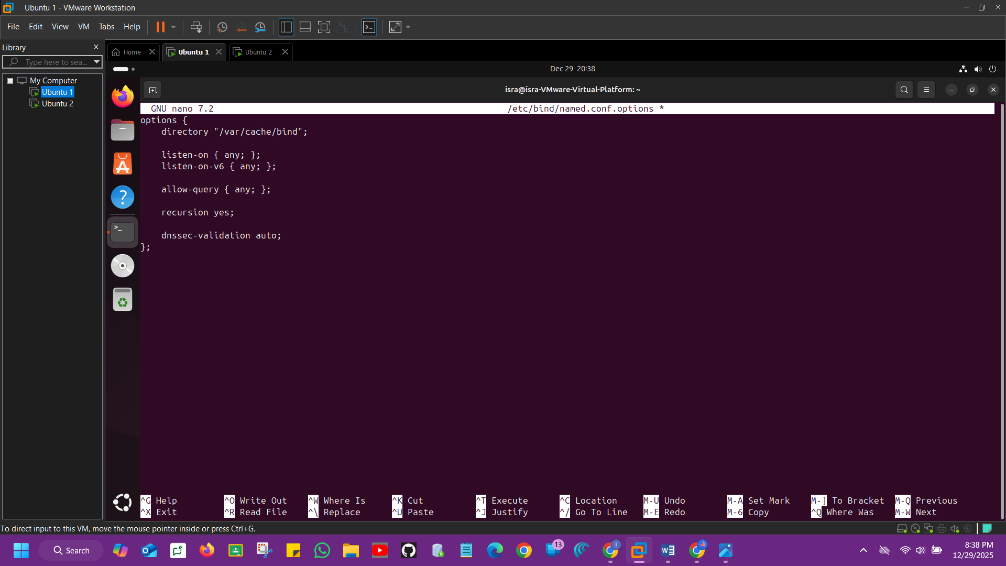 Ubuntu 1 - VMware Workstation
File Edit View VM Tabs Help
Library
Type here to sea...
My Computer
Ubuntu 1
Ubuntu 2
Home
Ubuntu 1
Ubuntu 2
Dec 29 20:38
isra@isra-VMware-Virtual-Platform: ~
GNU nano 7.2 /etc/bind/named.conf.options *
options {
directory "/var/cache/bind";
listen-on { any; };
listen-on-v6 { any; };
allow-query { any; };
recursion yes;
dnssec-validation auto;
};
^G Help ^O Write Out ^W Where Is ^K Cut ^T Execute ^C Location M-U Undo M-A Set Mark M-] To Bracket M-Q Previous
^X Exit ^R Read File ^\ Replace ^U Paste ^J Justify ^/ Go To Line M-E Redo M-6 Copy ^Q Where Was M-W Next
To direct input to this VM, move the mouse pointer inside or press Ctrl+G.
Search
13
8:38 PM
12/29/2025